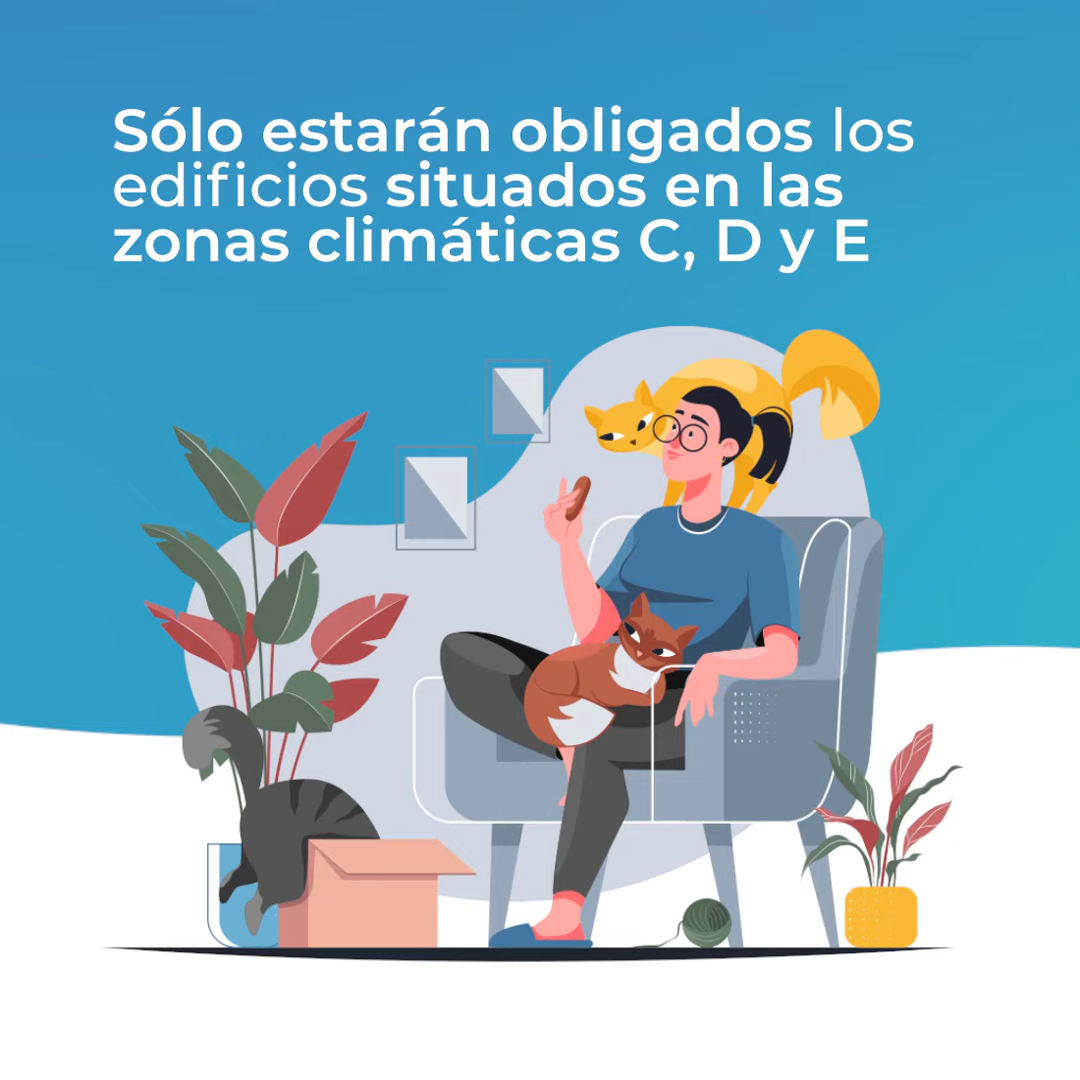 Sólo estarán obligados los
edificios situados en las
zonas climáticas C, D y E